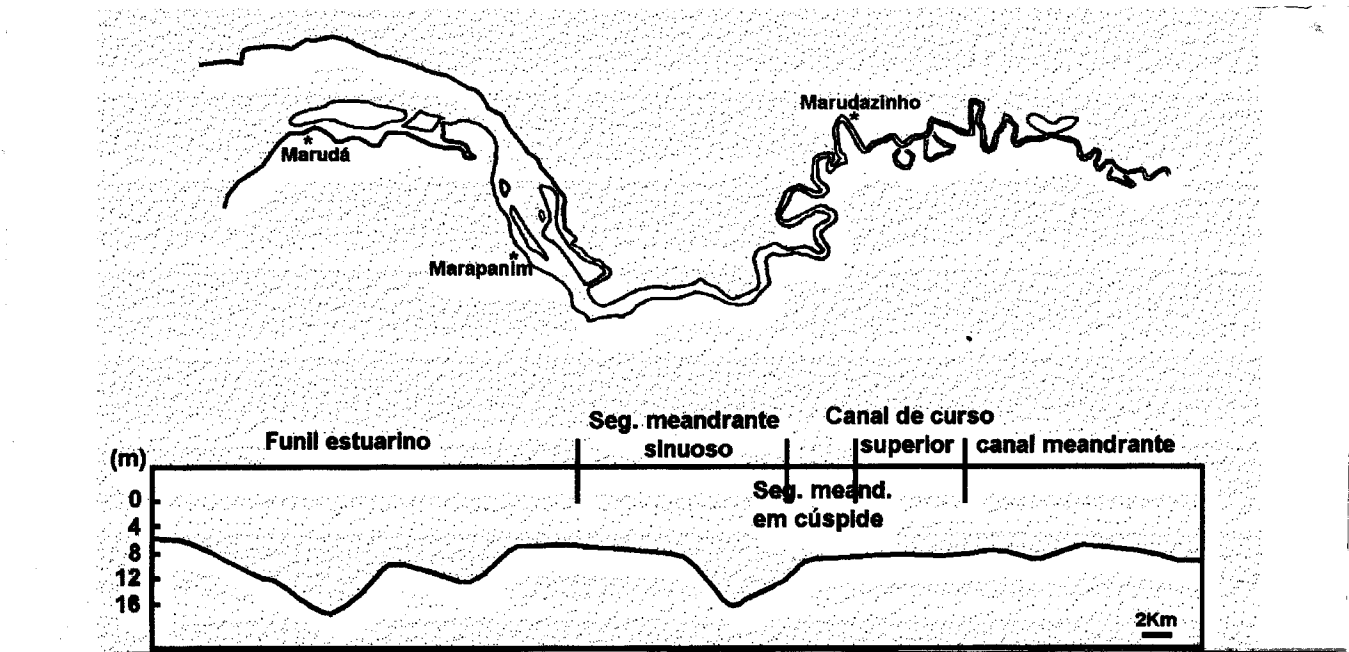 Marudazinho
*
*
Marudá
*
Marapanim
Funil estuarino
Seg. meandrante
sinuoso
Canal de curso
superior
canal meandrante
Seg. meand.
em cúspide
(m)
0
4
8
12
16
2Km